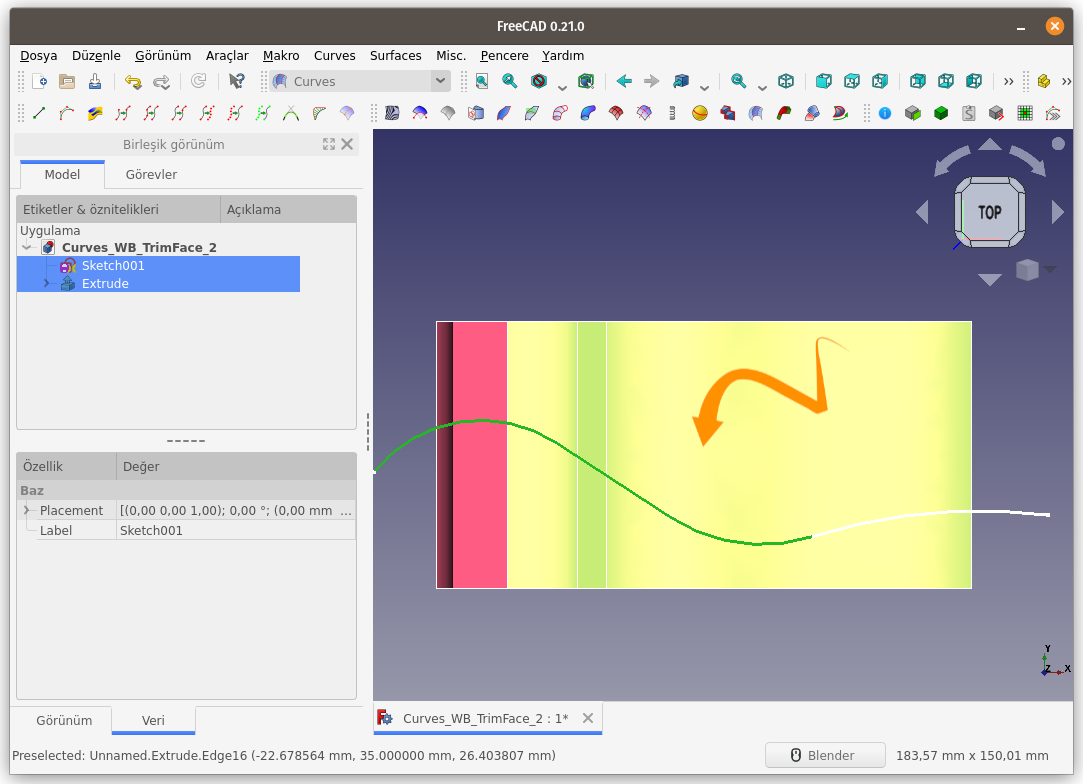 FreeCAD 0.21.0
Dosya Düzenle Görünüm Araçlar Makro Curves Surfaces Misc. Pencere Yardım
Curves
Birleşik görünüm
Model Görevler
Etiketler & öznitelikleri Açıklama
Uygulama
Curves_WB_TrimFace_2
Sketch001
Extrude
TOP
Özellik Değer
Baz
Placement [(0,00 0,00 1,00); 0,00 °; (0,00 mm ...
Label Sketch001
Y
Z X
Görünüm Veri
Curves_WB_TrimFace_2 : 1*
Preselected: Unnamed.Extrude.Edge16 (-22.678564 mm, 35.000000 mm, 26.403807 mm)
Blender 183,57 mm x 150,01 mm